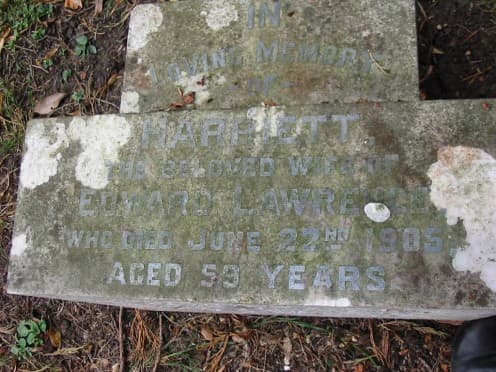 IN
LOVING MEMORY
OF
HARRIETT.
THE BELOVED WIFE OF
EDWARD LAWRENCE.
WHO DIED JUNE 22ND 1905.
AGED 59 YEARS.